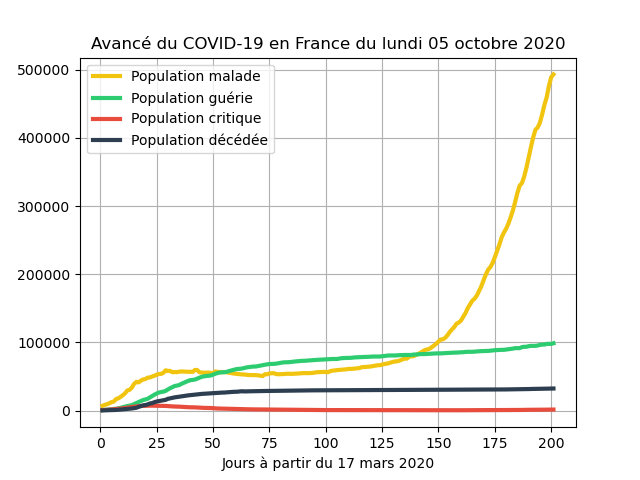 Avancé du COVID-19 en France du lundi 05 octobre 2020
Population malade
Population guérie
Population critique
Population décédée
500000
400000
300000
200000
100000
0
0 25 50 75 100 125 150 175 200
Jours à partir du 17 mars 2020